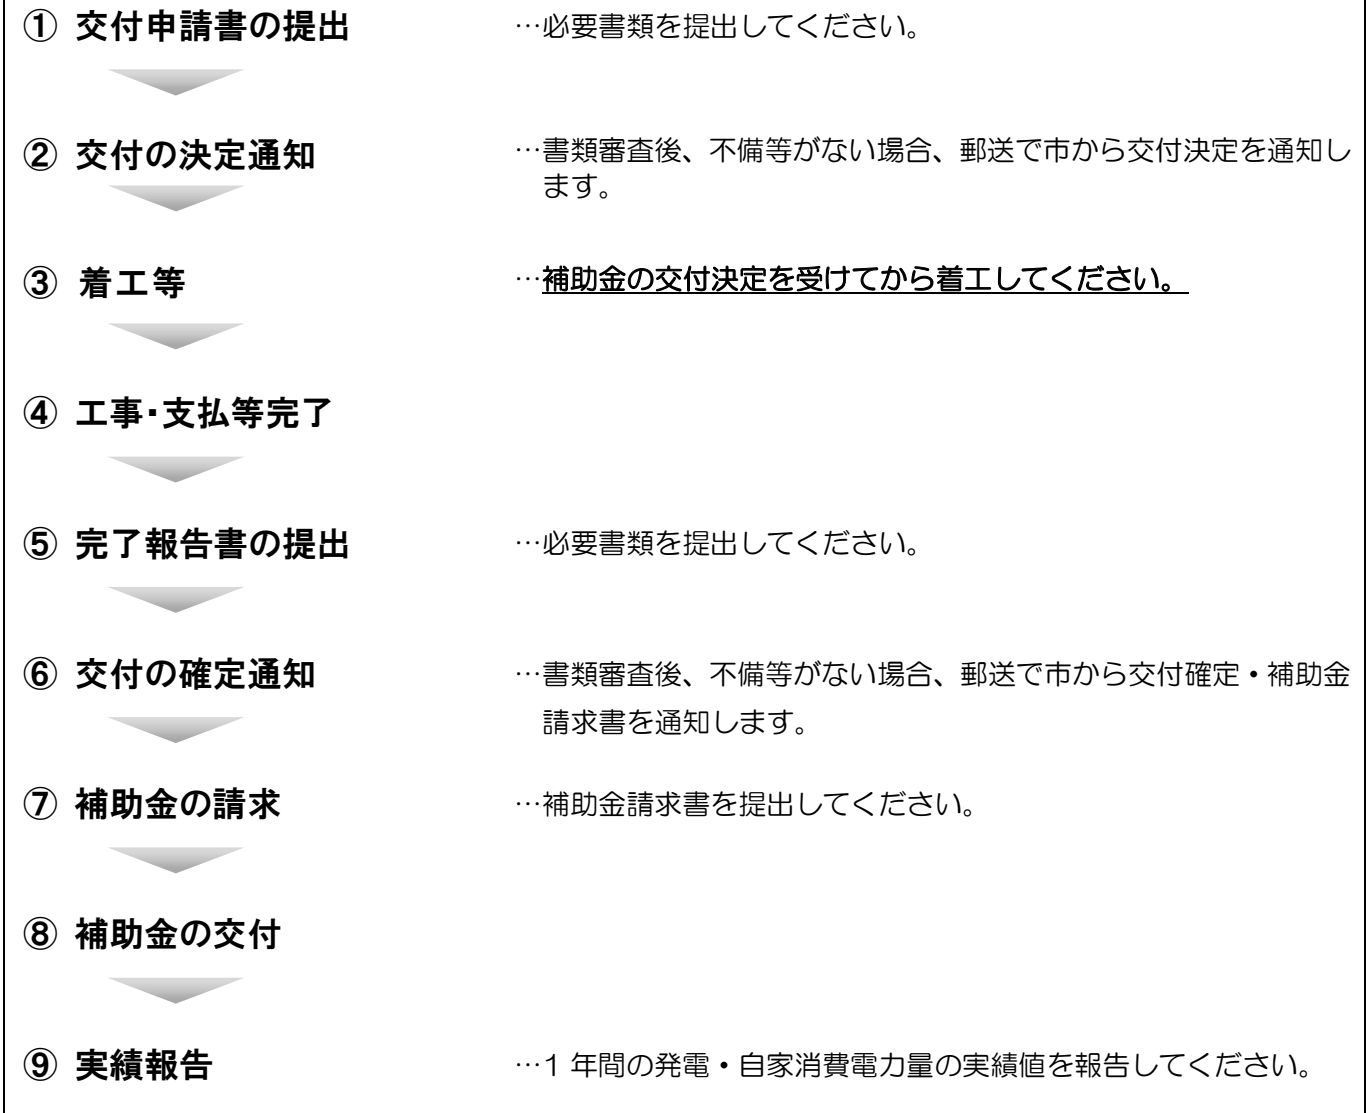 ① 交付申請書の提出 …必要書類を提出してください。
② 交付の決定通知 …書類審査後、不備等がない場合、郵送で市から交付決定を通知し
ます。
③ 着工等 …補助金の交付決定を受けてから着工してください。
④ 工事・支払等完了
⑤ 完了報告書の提出 …必要書類を提出してください。
⑥ 交付の確定通知 …書類審査後、不備等がない場合、郵送で市から交付確定・補助金
請求書を通知します。
⑦ 補助金の請求 …補助金請求書を提出してください。
⑧ 補助金の交付
⑨ 実績報告 …1 年間の発電・自家消費電力量の実績値を報告してください。